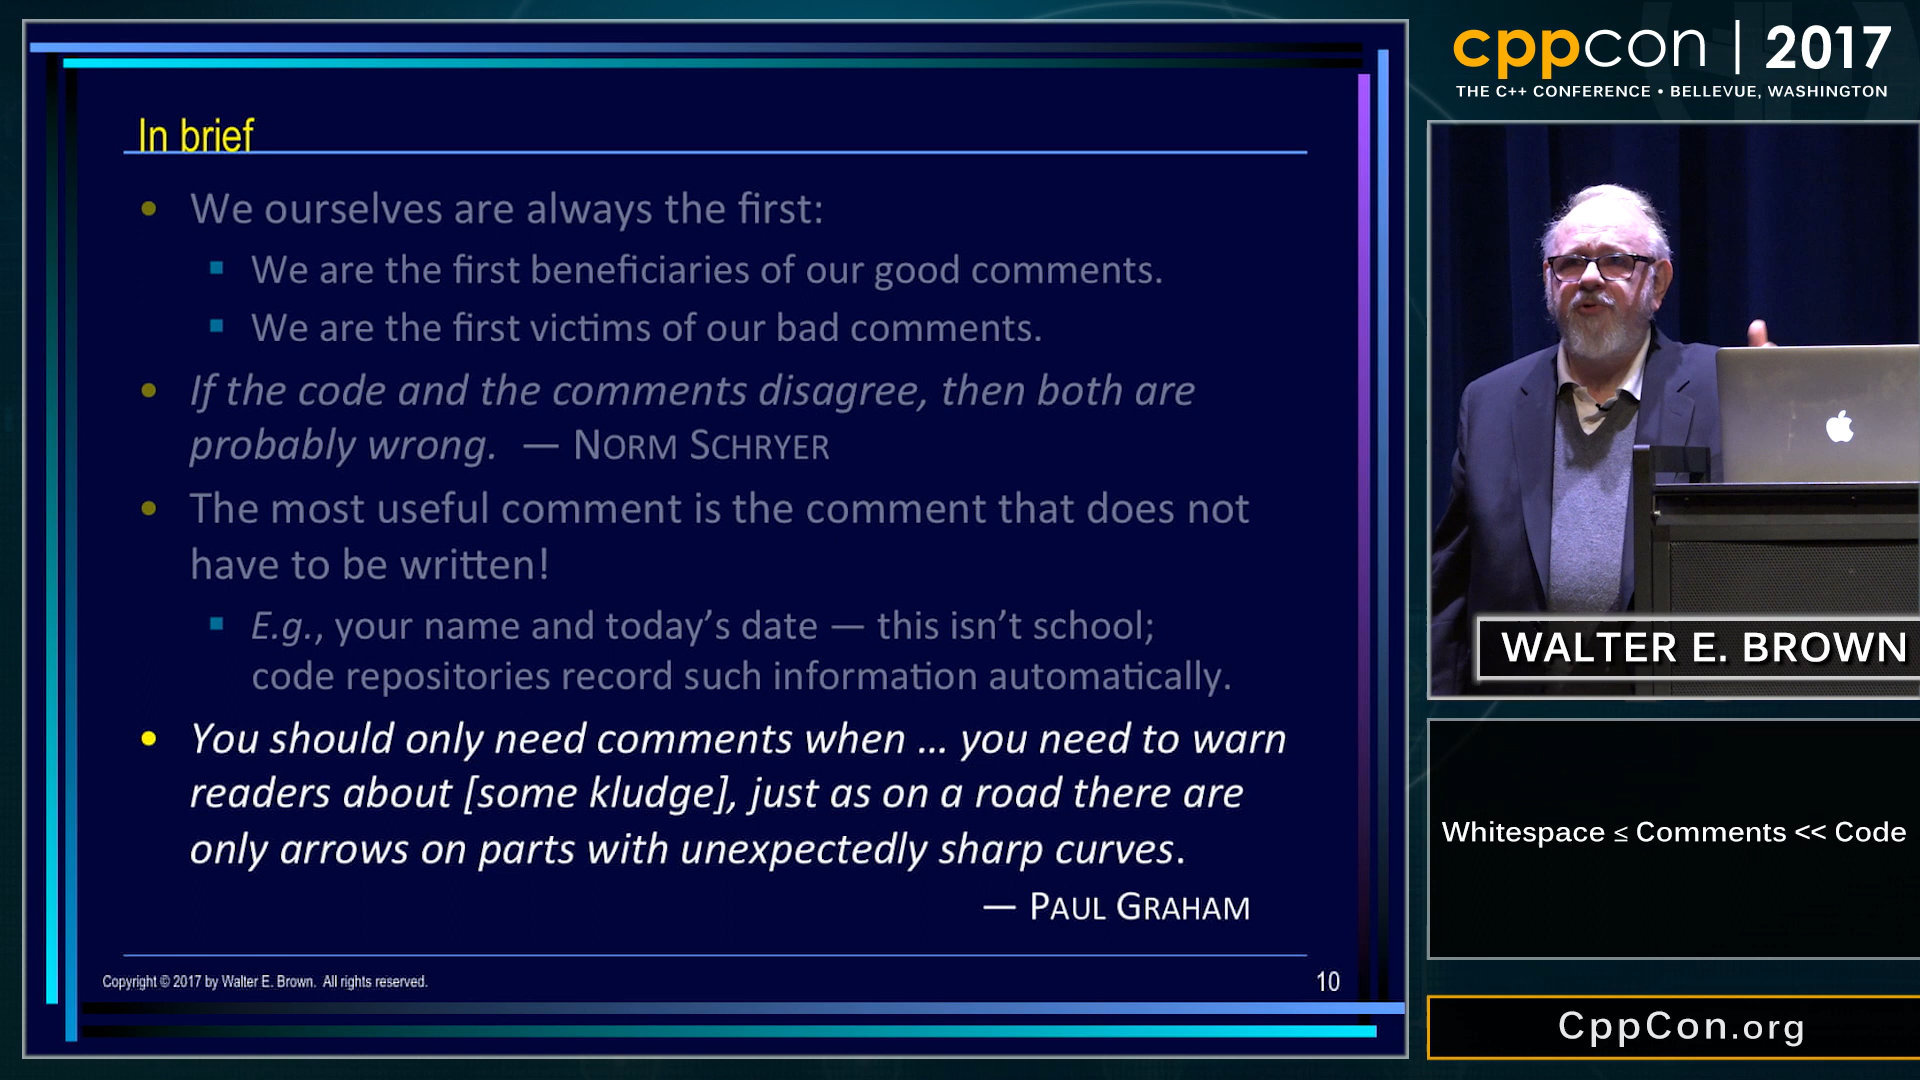 In brief
• We ourselves are always the first:
▪ We are the first beneficiaries of our good comments.
▪ We are the first victims of our bad comments.
• If the code and the comments disagree, then both are
probably wrong. — NORM SCHRYER
• The most useful comment is the comment that does not
have to be written!
▪ E.g., your name and today’s date — this isn’t school;
code repositories record such information automatically.
• You should only need comments when … you need to warn
readers about [some kludge], just as on a road there are
only arrows on parts with unexpectedly sharp curves.
— PAUL GRAHAM
Copyright © 2017 by Walter E. Brown. All rights reserved.
10
cppcon | 2017
THE C++ CONFERENCE • BELLEVUE, WASHINGTON
WALTER E. BROWN
Whitespace ≤ Comments << Code
CppCon.org